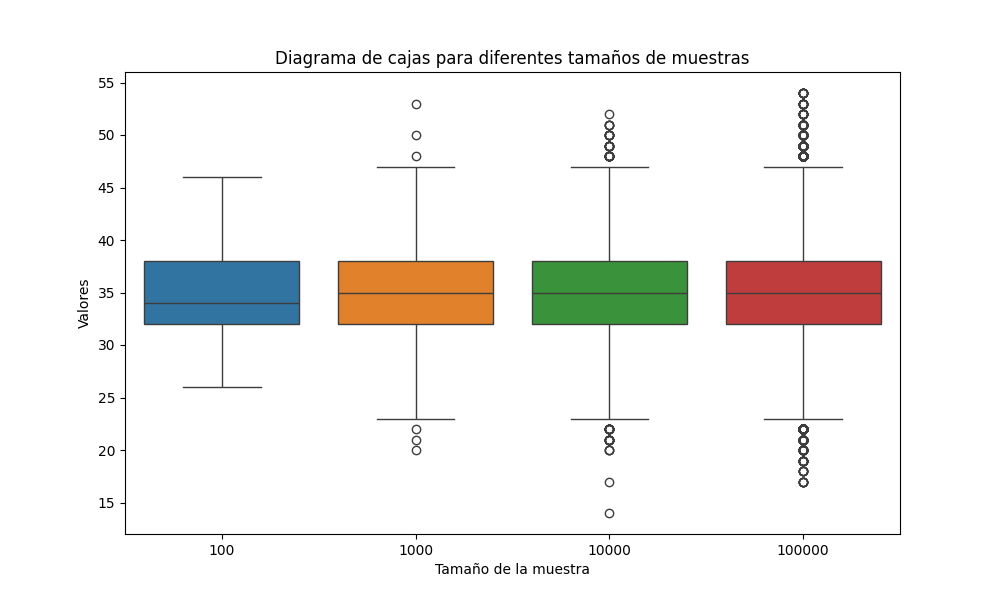 Diagrama de cajas para diferentes tamaños de muestras
55
50
45
40
35
30
25
20
15
Valores
100 1000 10000 100000
Tamaño de la muestra